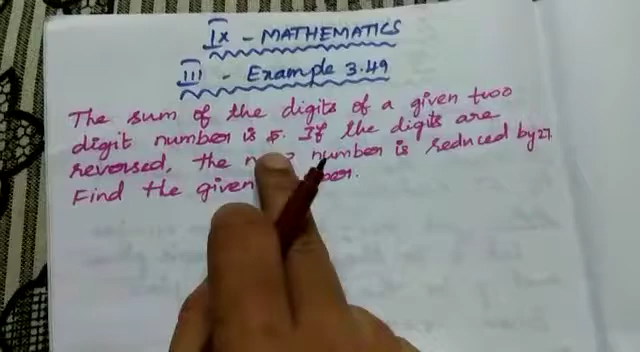 IX - MATHEMATICS
III - Example 3.49
The sum of the digits of a given two
digit number is 5. If the digits are
reversed, the number is reduced by 27.
Find the given